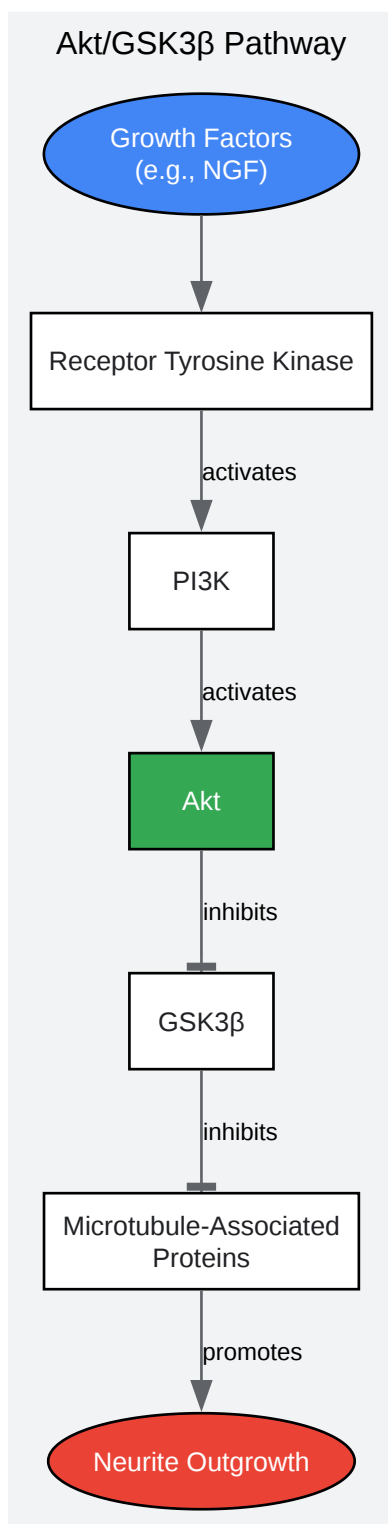 Akt/GSK3β Pathway
Growth Factors
(e.g., NGF)
Receptor Tyrosine Kinase
activates
PI3K
activates
Akt
inhibits
GSK3β
inhibits
Microtubule-Associated
Proteins
promotes
Neurite Outgrowth